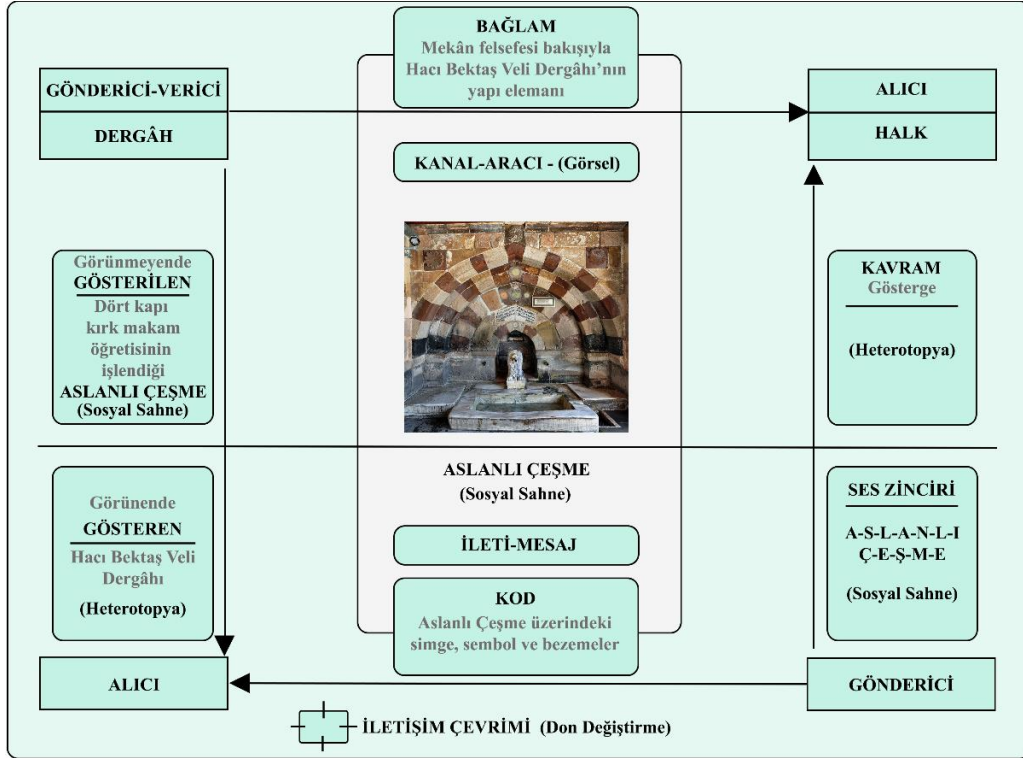 BAĞLAM
Mekân felsefesi bakışıyla
Hacı Bektaş Veli Dergâhı’nın
yapı elemanı
GÖNDERİCİ-VERİCİ
DERGÂH
ALICI
HALK
KANAL-ARACI - (Görsel)
Görünmeyende
GÖSTERİLEN
Dört kapı
kırk makam
öğretisinin
işlendiği
ASLANLI ÇEŞME
(Sosyal Sahne)
KAVRAM
Gösterge
(Heterotopya)
ASLANLI ÇEŞME
(Sosyal Sahne)
Görünende
GÖSTEREN
Hacı Bektaş Veli
Dergâhı
(Heterotopya)
SES ZİNCİRİ
A-S-L-A-N-L-I
Ç-E-Ş-M-E
(Sosyal Sahne)
İLETİ-MESAJ
KOD
Aslanlı Çeşme üzerindeki
simge, sembol ve bezemeler
ALICI
GÖNDERİCİ
İLETİŞİM ÇEVRİMİ (Don Değiştirme)